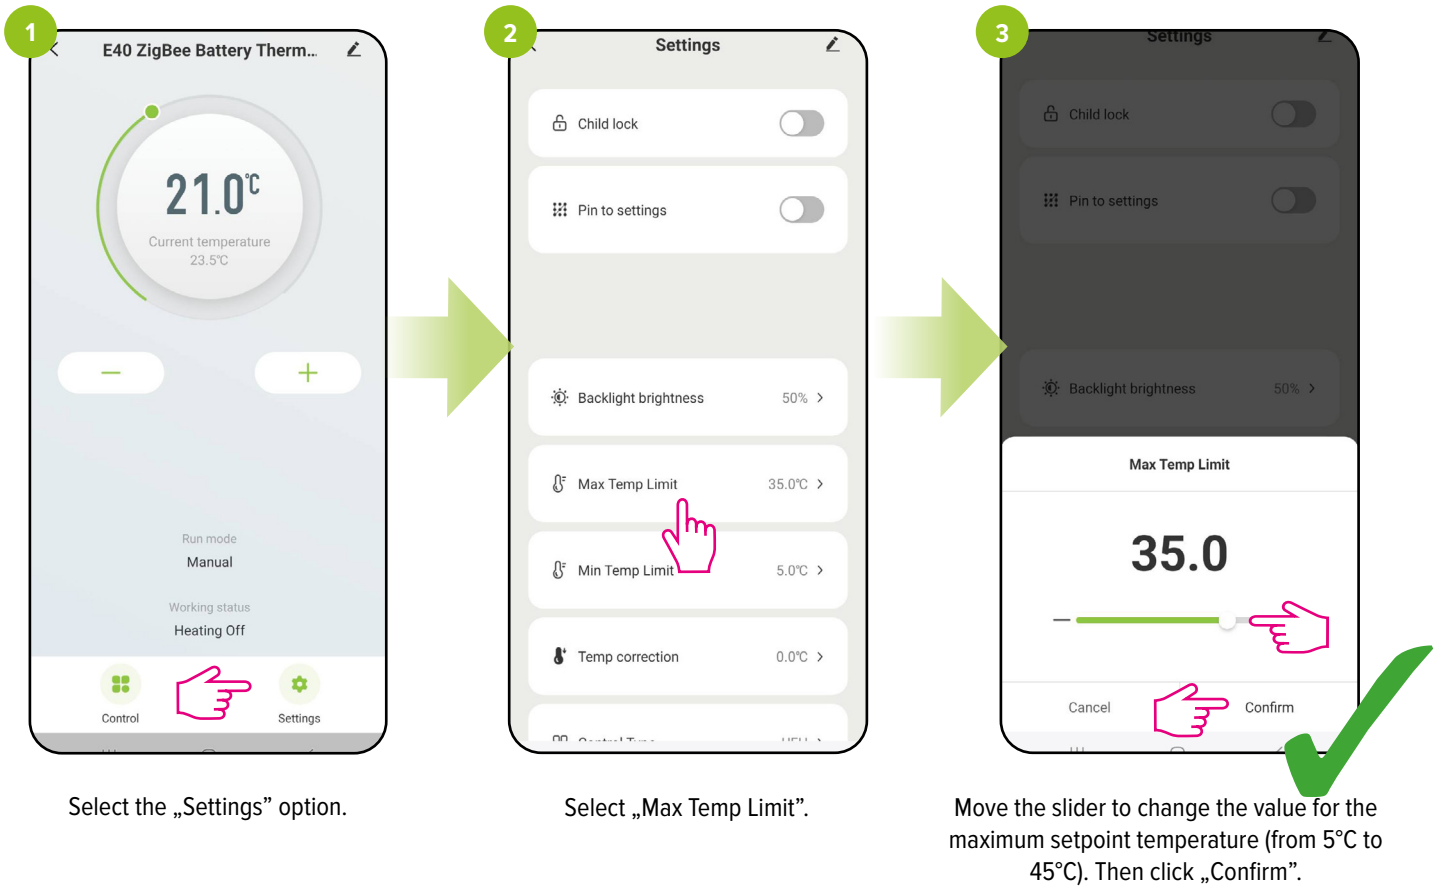 1
E40 ZigBee Battery Therm...
21.0°C
Current temperature
23.5°C
Run mode
Manual
Working status
Heating Off
Control
Settings
Select the „Settings” option.
2
Settings
Child lock
Pin to settings
Backlight brightness 50%
Max Temp Limit 35.0°C
Min Temp Limit 5.0°C
Temp correction 0.0°C
Control Type UFH
Select „Max Temp Limit”.
3
Settings
Child lock
Pin to settings
Backlight brightness 50%
Max Temp Limit
35.0
Cancel
Confirm
Move the slider to change the value for the
maximum setpoint temperature (from 5°C to
45°C). Then click „Confirm”.